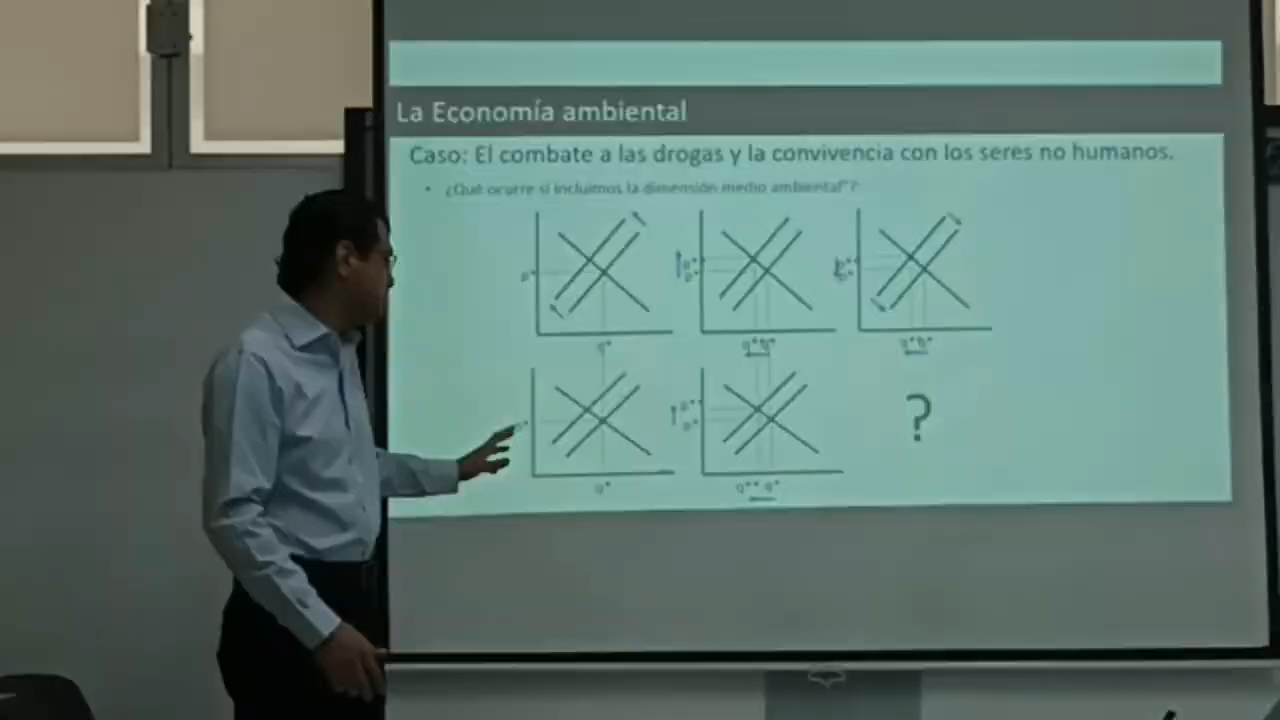 La Economía ambiental
Caso: El combate a las drogas y la convivencia con los seres no humanos.
• ¿Qué ocurre si incluimos la dimensión medio ambiental"?
q*
q*
q** q*
?